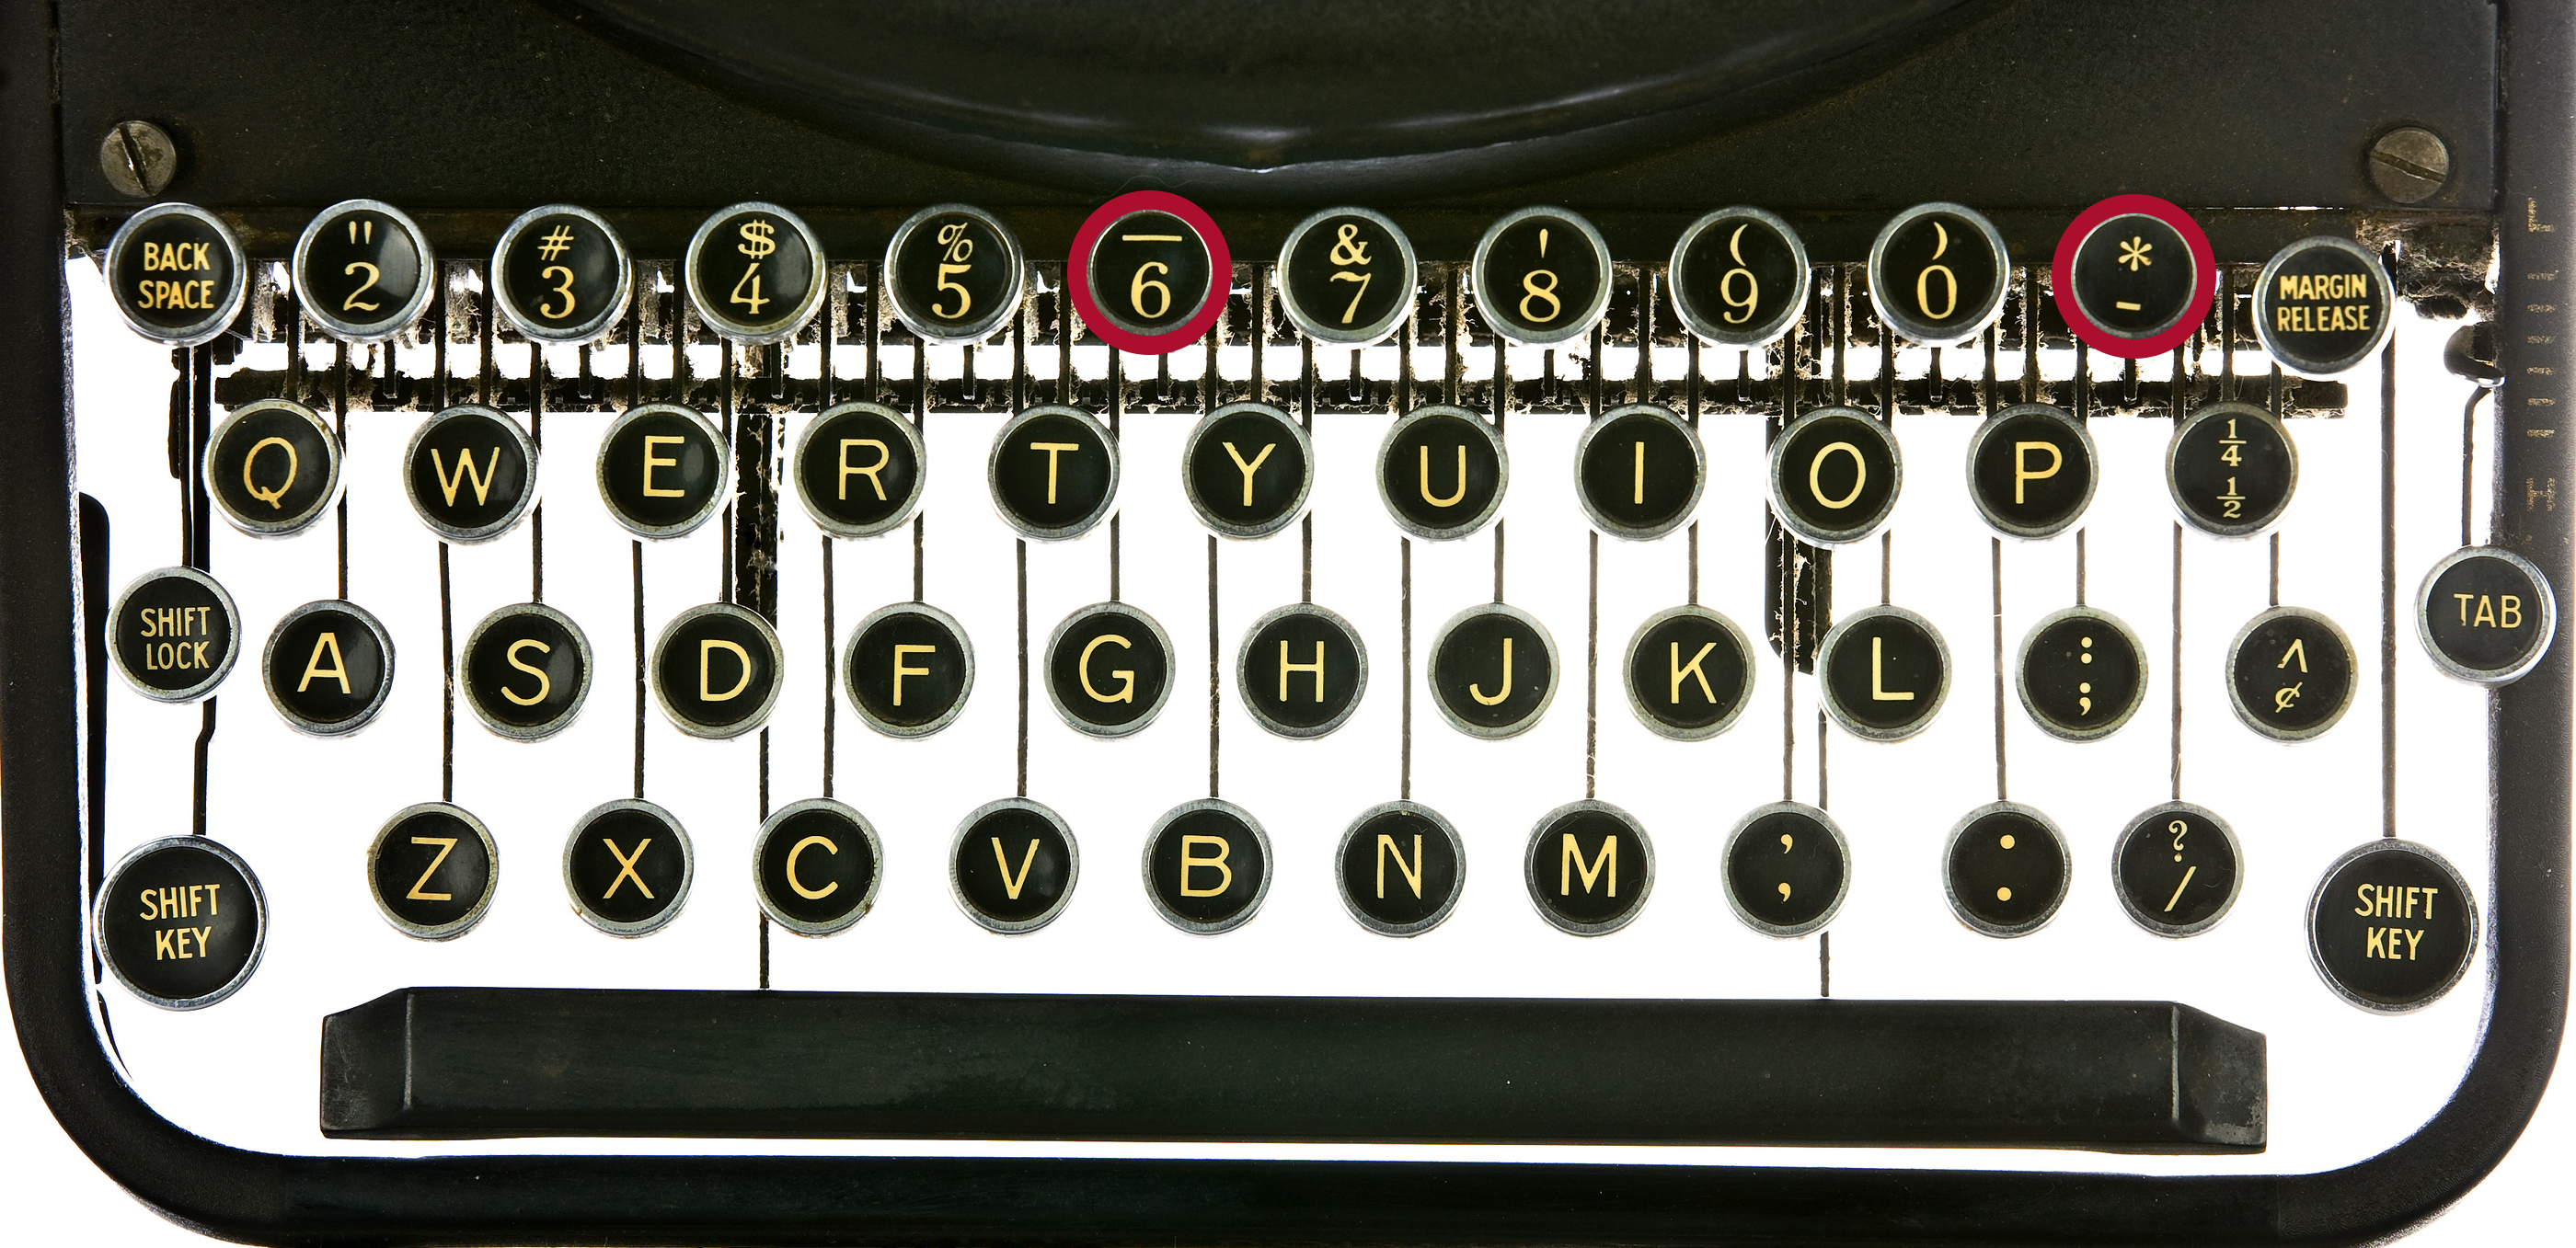 BACK SPACE " 2 # 3 $ 4 % 5 _ 6 & 7 ' 8 ( 9 ) 0 * - MARGIN RELEASE
Q W E R T Y U I O P 1/4 1/2
SHIFT LOCK A S D F G H J K L : ; ^ ¢ TAB
SHIFT KEY Z X C V B N M , , . . ? / SHIFT KEY